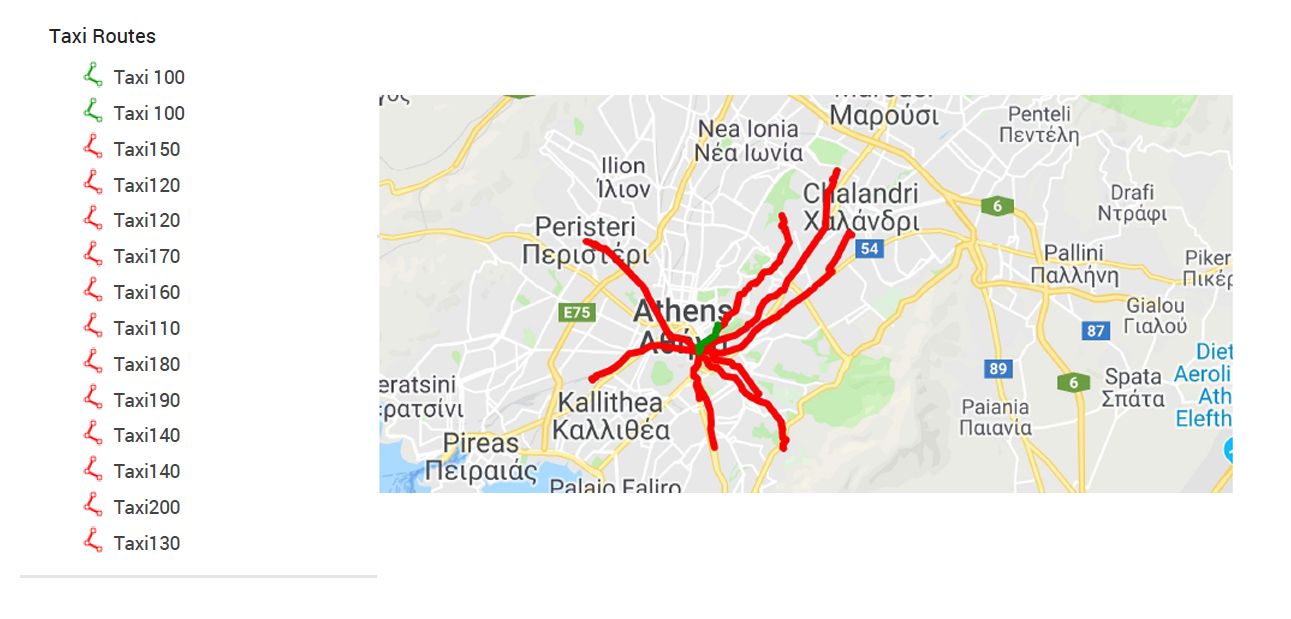 Taxi Routes
Taxi 100
Taxi 100
Taxi150
Taxi120
Taxi120
Taxi170
Taxi160
Taxi110
Taxi180
Taxi190
Taxi140
Taxi140
Taxi200
Taxi130
Μαρούσι
Penteli
Πεντέλη
Nea Ionia
Νέα Ιωνία
Ilion
Ίλιον
Chalandri
Χαλάνδρι
Drafi
Ντράφι
6
Peristeri
Περιστέρι
54
Pallini
Παλλήνη
Piker
Πικέρ
Athens
Αθήνα
E75
Gialou
Γιαλού
87
Diet
Aeroli
Ath
Elefth
89
6
Spata
Σπάτα
eratsini
ρατσίνι
Kallithea
Καλλιθέα
Paiania
Παιανία
Pireas
Πειραιάς
Palaio Faliro